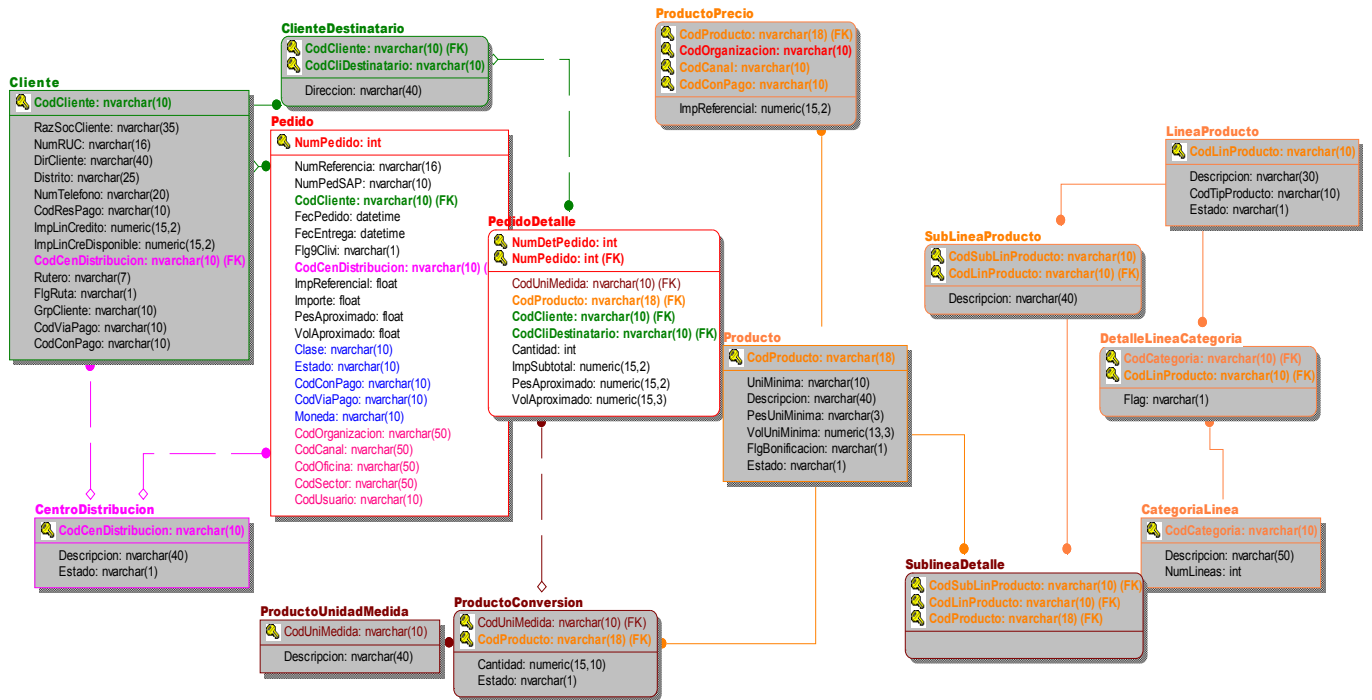 ClienteDestinatario
CodCliente: nvarchar(10) (FK)
CodCliDestinatario: nvarchar(10)
Direccion: nvarchar(40)
ProductoPrecio
CodProducto: nvarchar(18) (FK)
CodOrganizacion: nvarchar(10)
CodCanal: nvarchar(10)
CodConPago: nvarchar(10)
ImpReferencial: numeric(15,2)
Cliente
CodCliente: nvarchar(10)
RazSocCliente: nvarchar(35)
NumRUC: nvarchar(16)
DirCliente: nvarchar(40)
Distrito: nvarchar(25)
NumTelefono: nvarchar(20)
CodResPago: nvarchar(10)
ImpLinCredito: numeric(15,2)
ImpLinCreDisponible: numeric(15,2)
CodCenDistribucion: nvarchar(10) (FK)
Rutero: nvarchar(7)
FlgRuta: nvarchar(1)
GrpCliente: nvarchar(10)
CodViaPago: nvarchar(10)
CodConPago: nvarchar(10)
Pedido
NumPedido: int
NumReferencia: nvarchar(16)
NumPedSAP: nvarchar(10)
CodCliente: nvarchar(10) (FK)
FecPedido: datetime
FecEntrega: datetime
Flg9Clivi: nvarchar(1)
CodCenDistribucion: nvarchar(10) (
ImpReferencial: float
Importe: float
PesAproximado: float
VolAproximado: float
Clase: nvarchar(10)
Estado: nvarchar(10)
CodConPago: nvarchar(10)
CodViaPago: nvarchar(10)
Moneda: nvarchar(10)
CodOrganizacion: nvarchar(50)
CodCanal: nvarchar(50)
CodOficina: nvarchar(50)
CodSector: nvarchar(50)
CodUsuario: nvarchar(10)
PedidoDetalle
NumDetPedido: int
NumPedido: int (FK)
CodUniMedida: nvarchar(10) (FK)
CodProducto: nvarchar(18) (FK)
CodCliente: nvarchar(10) (FK)
CodCliDestinatario: nvarchar(10) (FK)
Cantidad: int
ImpSubtotal: numeric(15,2)
PesAproximado: numeric(15,2)
VolAproximado: numeric(15,3)
LineaProducto
CodLinProducto: nvarchar(10)
Descripcion: nvarchar(30)
CodTipProducto: nvarchar(10)
Estado: nvarchar(1)
SubLineaProducto
CodSubLinProducto: nvarchar(10)
CodLinProducto: nvarchar(10) (FK)
Descripcion: nvarchar(40)
Producto
CodProducto: nvarchar(18)
UniMinima: nvarchar(10)
Descripcion: nvarchar(40)
PesUniMinima: nvarchar(3)
VolUniMinima: numeric(13,3)
FlgBonificacion: nvarchar(1)
Estado: nvarchar(1)
DetalleLineaCategoria
CodCategoria: nvarchar(10) (FK)
CodLinProducto: nvarchar(10) (FK)
Flag: nvarchar(1)
CentroDistribucion
CodCenDistribucion: nvarchar(10)
Descripcion: nvarchar(40)
Estado: nvarchar(1)
CategoriaLinea
CodCategoria: nvarchar(10)
Descripcion: nvarchar(50)
NumLineas: int
SublineaDetalle
CodSubLinProducto: nvarchar(10) (FK)
CodLinProducto: nvarchar(10) (FK)
CodProducto: nvarchar(18) (FK)
ProductoUnidadMedida
CodUniMedida: nvarchar(10)
Descripcion: nvarchar(40)
ProductoConversion
CodUniMedida: nvarchar(10) (FK)
CodProducto: nvarchar(18) (FK)
Cantidad: numeric(15,10)
Estado: nvarchar(1)